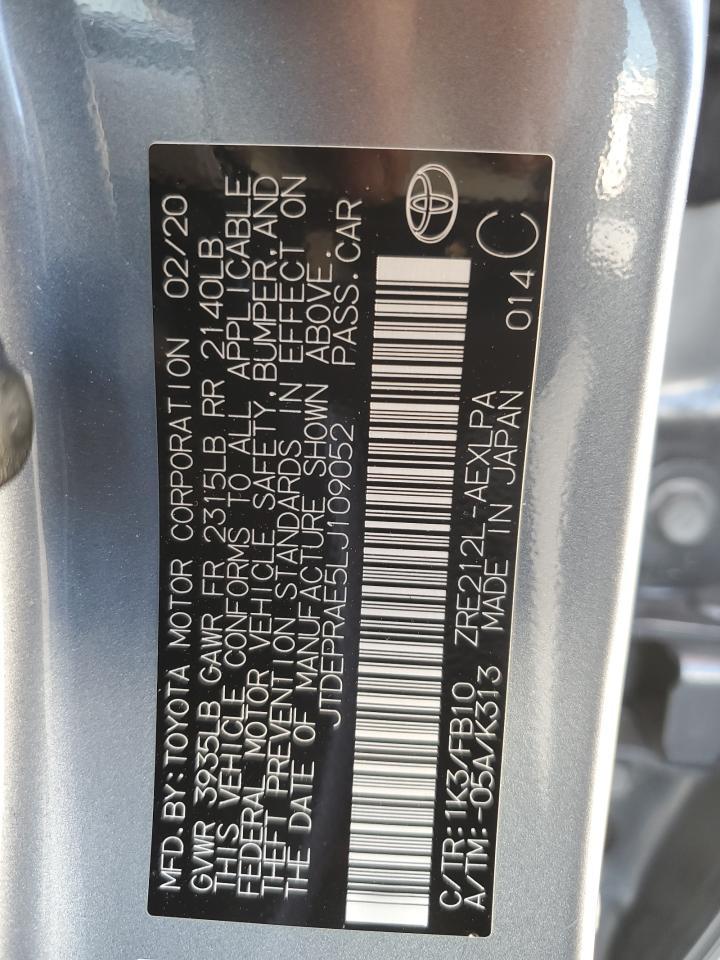 MFD.BY:TOYOTA MOTOR CORPORATION 02/20
GVWR 3935LB GAWR FR 2315LB RR 2140LB
THIS VEHICLE CONFORMS TO ALL APPLICABLE
FEDERAL MOTOR VEHICLE SAFETY,BUMPER,AND
THEFT PREVENTION STANDARDS IN EFFECT ON
THE DATE OF MANUFACTURE SHOWN ABOVE.
JTDEPRAE5LJ109052 PASS.CAR
C/TR:1K3/FB10 ZRE212L-AEXLPA 014 C
A/TM:-05A/K313 MADE IN JAPAN